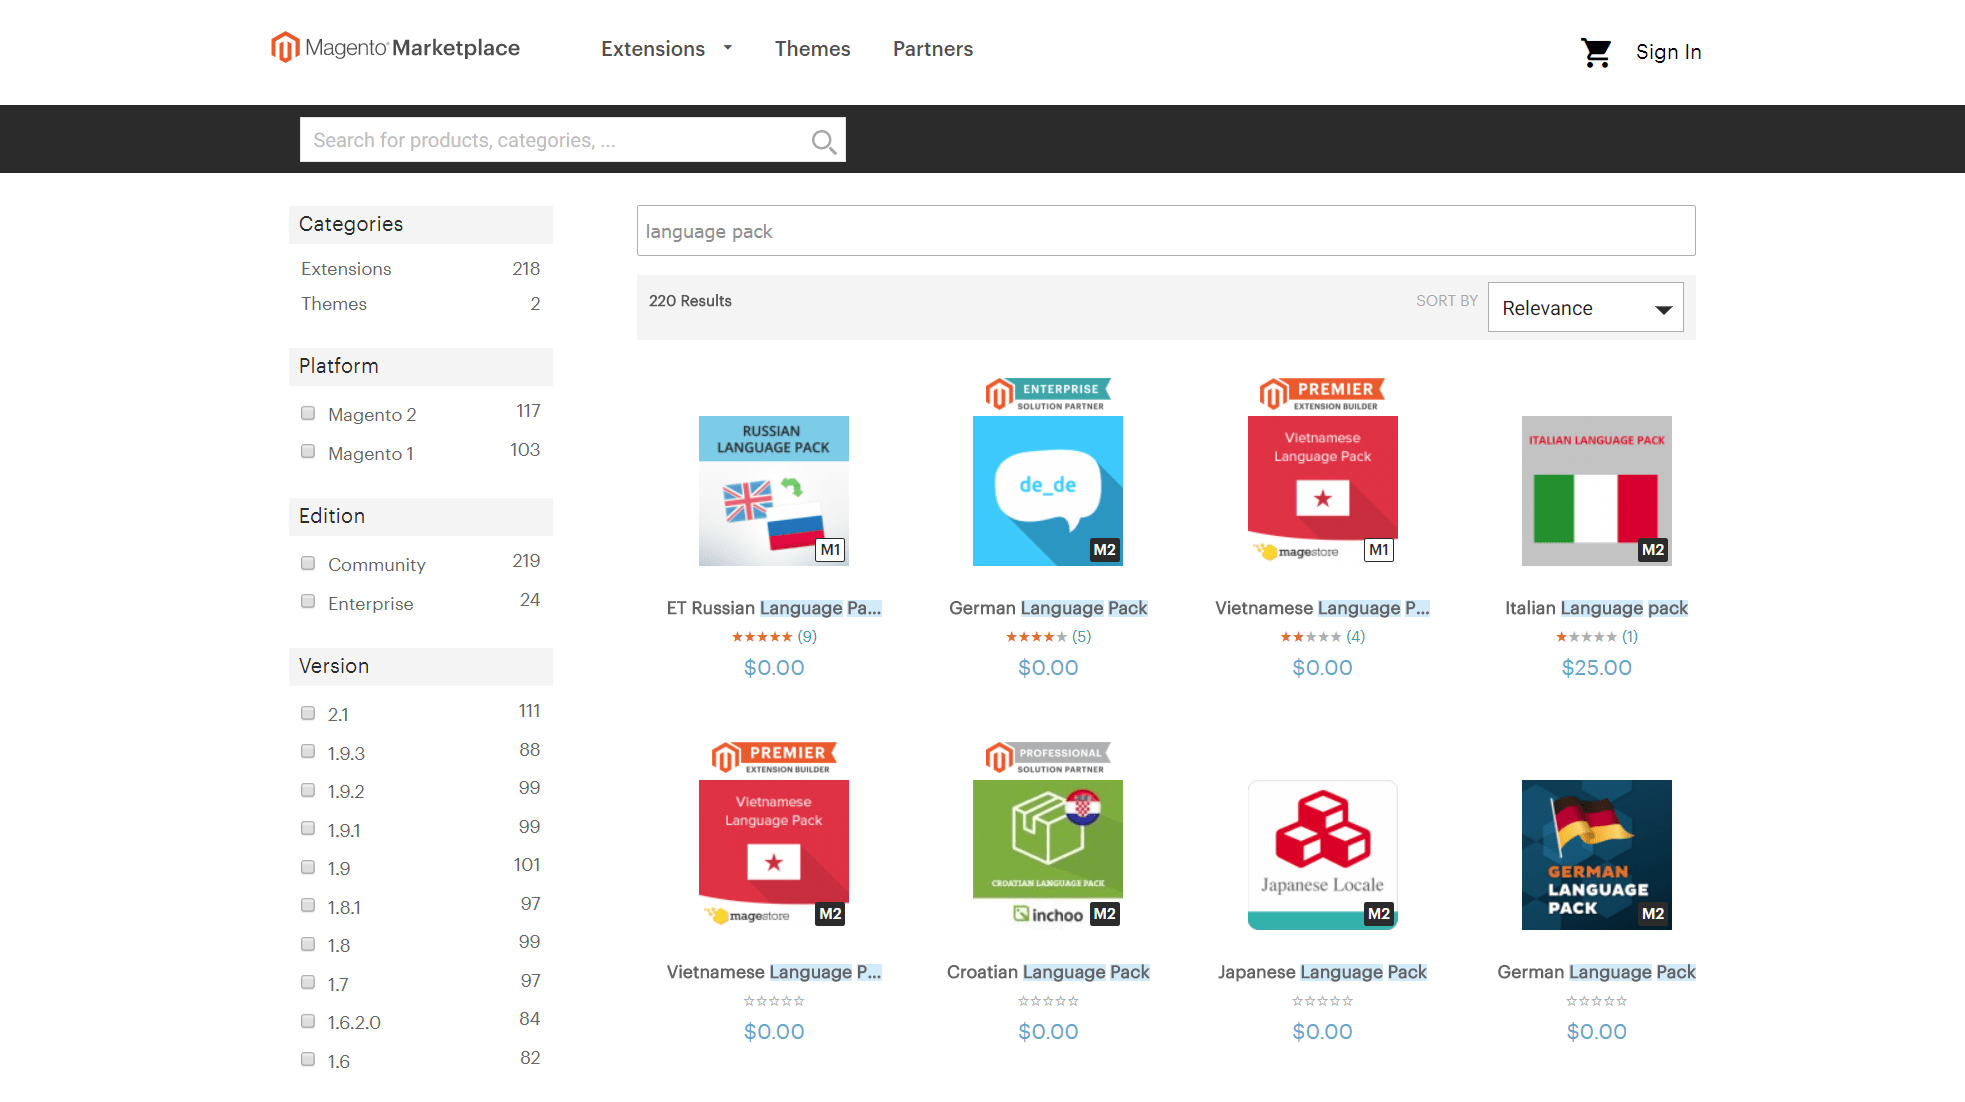 Magento Marketplace
Extensions
Themes
Partners
Sign In
Search for products, categories, ...
Categories
Extensions 218
Themes 2
Platform
Magento 2 117
Magento 1 103
Edition
Community 219
Enterprise 24
Version
2.1 111
1.9.3 88
1.9.2 99
1.9.1 99
1.9 101
1.8.1 97
1.8 99
1.7 97
1.6.2.0 84
1.6 82
language pack
220 Results
SORT BY
Relevance
RUSSIAN
LANGUAGE PACK
M1
ET Russian Language Pa...
(9)
$0.00
ENTERPRISE
SOLUTION PARTNER
de_de
M2
German Language Pack
(5)
$0.00
PREMIER
EXTENSION BUILDER
Vietnamese
Language Pack
magestore
M1
Vietnamese Language P...
(4)
$0.00
ITALIAN LANGUAGE PACK
M2
Italian Language pack
(1)
$25.00
PREMIER
EXTENSION BUILDER
Vietnamese
Language Pack
magestore
M2
Vietnamese Language P...
$0.00
PROFESSIONAL
SOLUTION PARTNER
CROATIAN LANGUAGE PACK
inchoo
M2
Croatian Language Pack
$0.00
Japanese Locale
M2
Japanese Language Pack
$0.00
GERMAN
LANGUAGE
PACK
M2
German Language Pack
$0.00